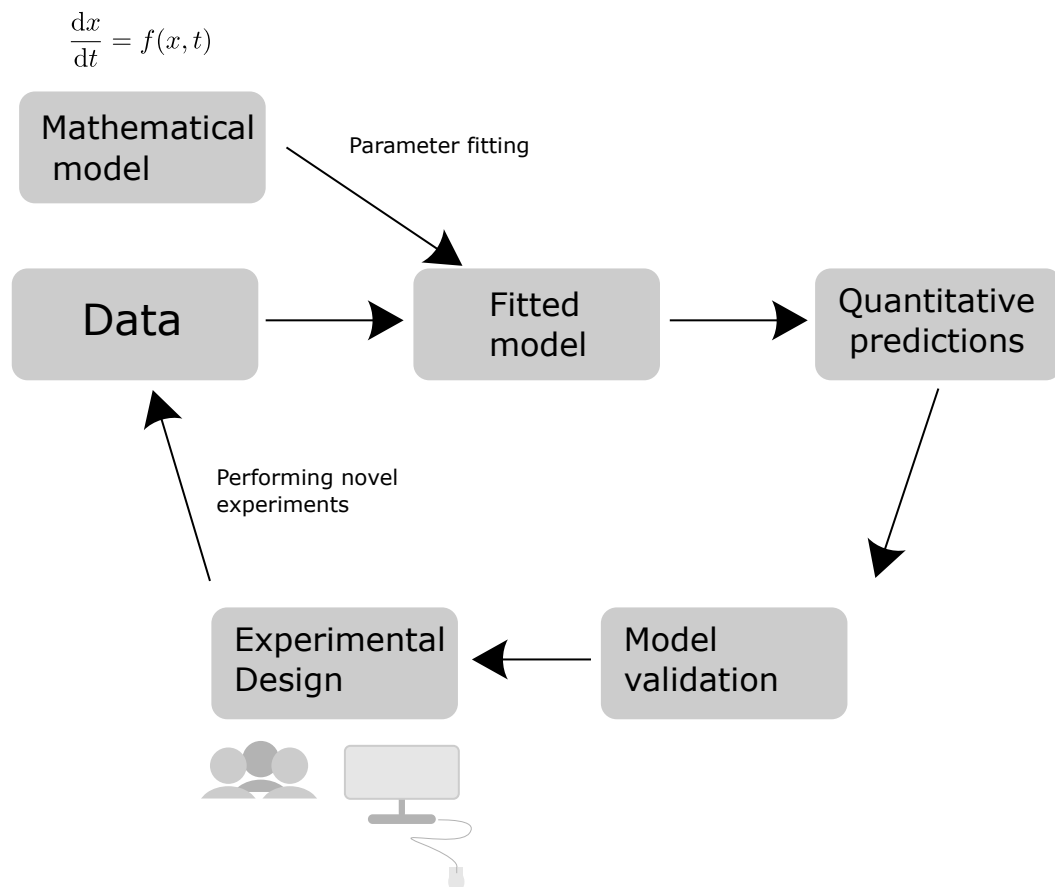 dx/dt = f(x, t)
Mathematical
model
Parameter fitting
Data
Fitted
model
Quantitative
predictions
Performing novel
experiments
Experimental
Design
Model
validation